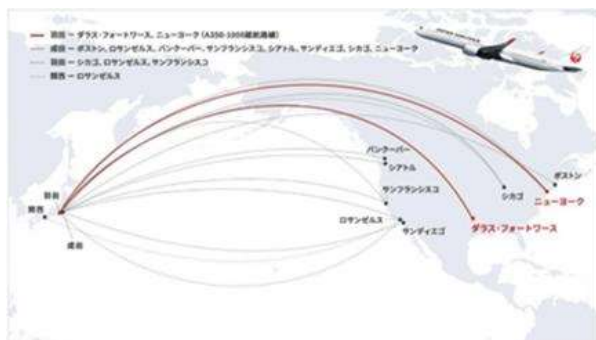 羽田 ー ダラス・フォートワース, ニューヨーク (A350-1000就航路線)
成田 ー ボストン, ロサンゼルス, バンクーバー, サンフランシスコ, シアトル, サンディエゴ, シカゴ, ニューヨーク
羽田 ー シカゴ, ロサンゼルス, サンフランシスコ
関西 ー ロサンゼルス
JAPAN AIRLINES
バンクーバー
シアトル
ボストン
羽田
サンフランシスコ
シカゴ
ニューヨーク
関西
ロサンゼルス
サンディエゴ
ダラス・フォートワース
成田